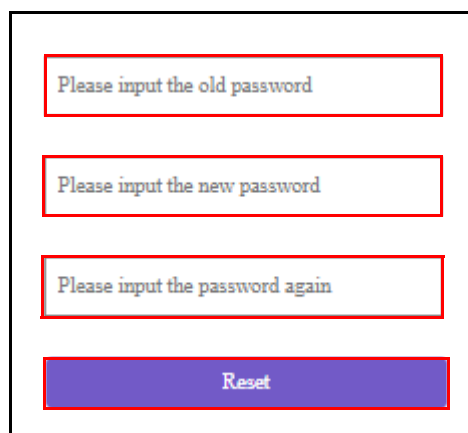 Please input the old password
Please input the new password
Please input the password again
Reset